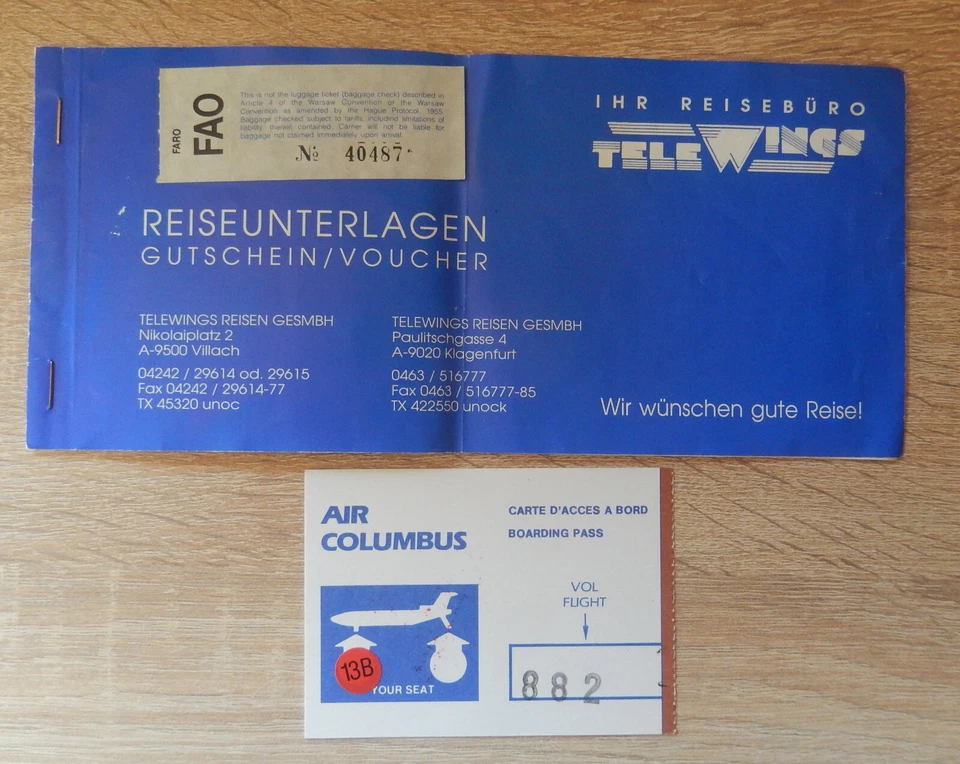 FARO
FAO
This is not the luggage ticket (baggage check) described in
Article 4 of the Warsaw Convention or the Warsaw
Convention as amended by the Hague Protocol, 1955.
Baggage checked subject to tariffs, including limitations of
liability therein contained. Carrier will not be liable for
baggage not claimed immediately upon arrival.
№ 40487
IHR REISEBÜRO
TELEWINGS
REISEUNTERLAGEN
GUTSCHEIN/VOUCHER
TELEWINGS REISEN GESMBH
Nikolaiplatz 2
A-9500 Villach
04242 / 29614 od. 29615
Fax 04242 / 29614-77
TX 45320 unoc
TELEWINGS REISEN GESMBH
Paulitschgasse 4
A-9020 Klagenfurt
0463 / 516777
Fax 0463 / 516777-85
TX 422550 unock
Wir wünschen gute Reise!
AIR
COLUMBUS
CARTE D'ACCES A BORD
BOARDING PASS
VOL
FLIGHT
882
13B
YOUR SEAT